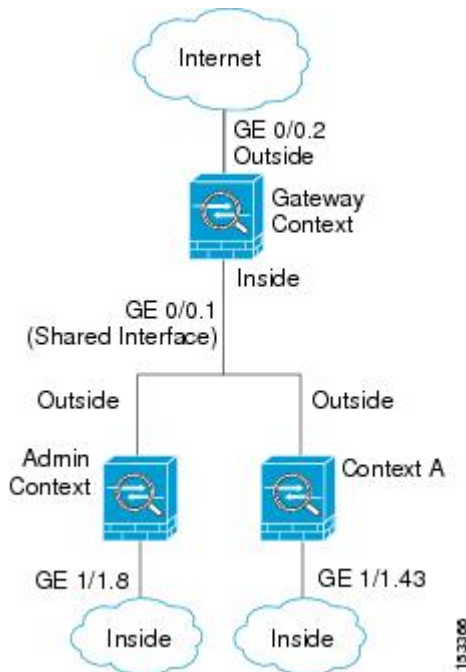 Internet
GE 0/0.2
Outside
Gateway
Context
Inside
GE 0/0.1
(Shared Interface)
Outside
Outside
Admin
Context
Context A
GE 1/1.8
GE 1/1.43
Inside
Inside
153366